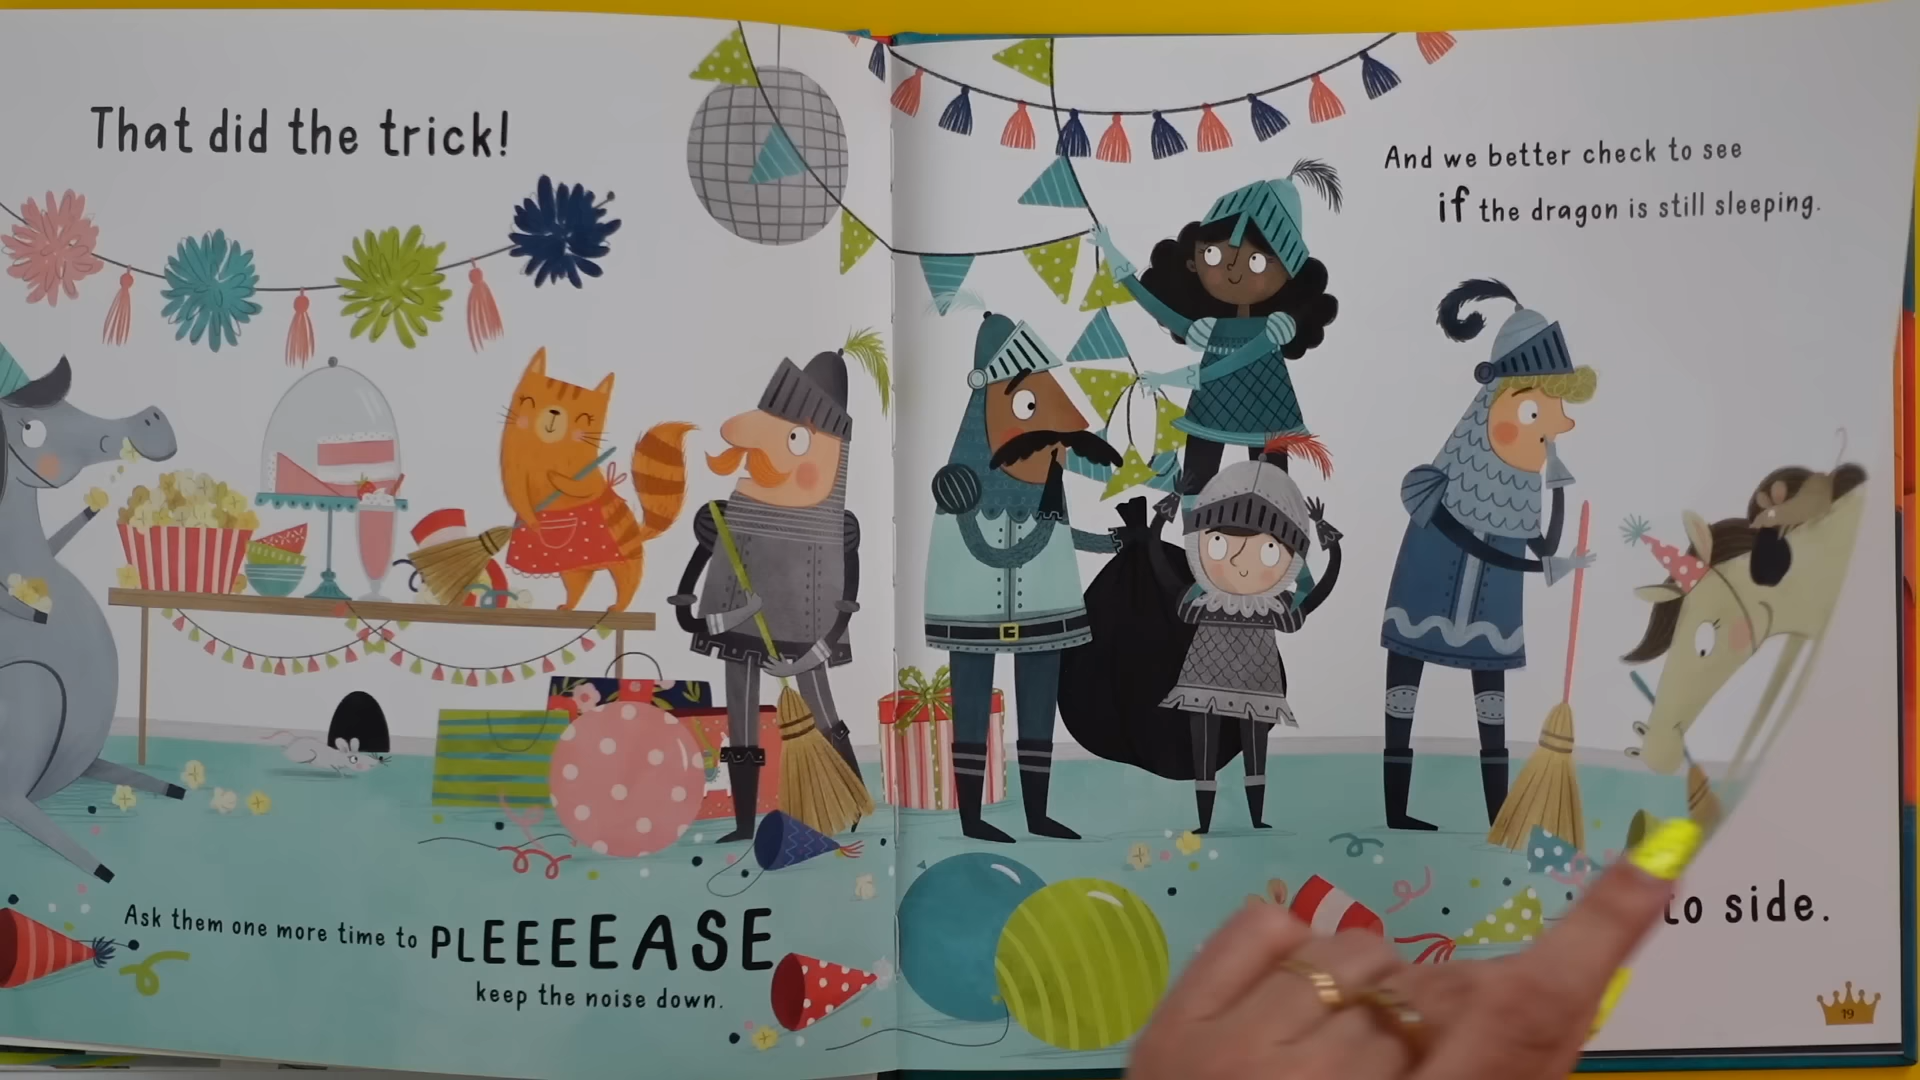 That did the trick!
Ask them one more time to PLEEEEASE
keep the noise down.
And we better check to see
if the dragon is still sleeping.
to side.
19